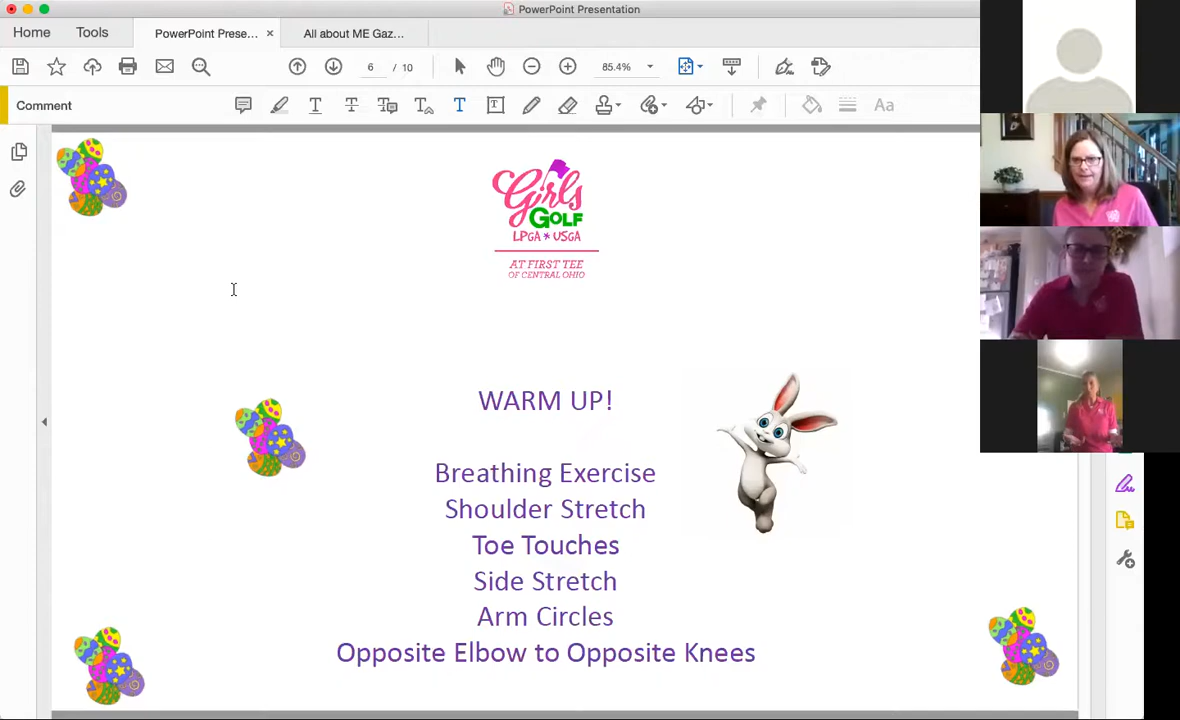 PowerPoint Presentation
Home
Tools
PowerPoint Prese...
×
All about ME Gaz...
6
/ 10
85.4%
Comment
Aa
Girls
GOLF
LPGA * USGA
AT FIRST TEE
OF CENTRAL OHIO
WARM UP!
Breathing Exercise
Shoulder Stretch
Toe Touches
Side Stretch
Arm Circles
Opposite Elbow to Opposite Knees